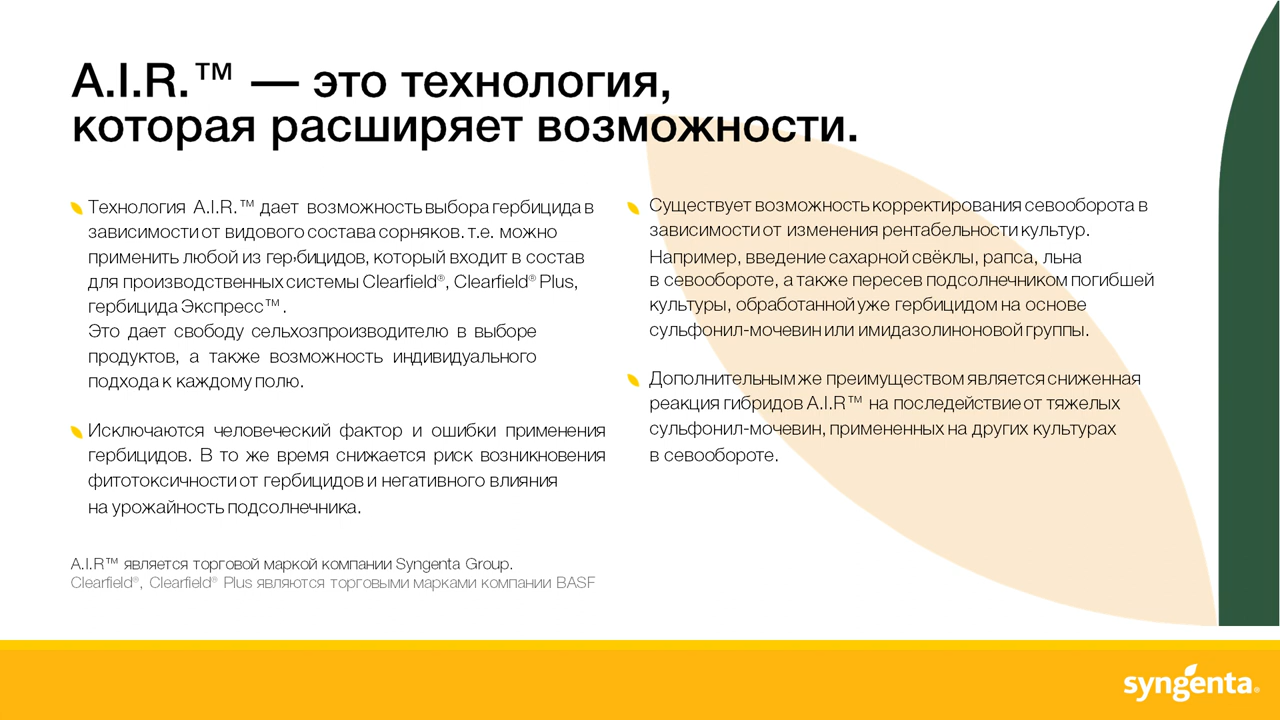 A.I.R.™ — это технология,
которая расширяет возможности.
Технология A.I.R.™ дает возможность выбора гербицида в
зависимости от видового состава сорняков. т.е. можно
применить любой из гербицидов, который входит в состав
для производственных системы Clearfield®, Clearfield® Plus,
гербицида Экспресс™.
Это дает свободу сельхозпроизводителю в выборе
продуктов, а также возможность индивидуального
подхода к каждому полю.
Исключаются человеческий фактор и ошибки применения
гербицидов. В то же время снижается риск возникновения
фитотоксичности от гербицидов и негативного влияния
на урожайность подсолнечника.
Существует возможность корректирования севооборота в
зависимости от изменения рентабельности культур.
Например, введение сахарной свёклы, рапса, льна
в севообороте, а также пересев подсолнечником погибшей
культуры, обработанной уже гербицидом на основе
сульфонил-мочевин или имидазолиноновой группы.
Дополнительным же преимуществом является сниженная
реакция гибридов A.I.R™ на последействие от тяжелых
сульфонил-мочевин, примененных на других культурах
в севообороте.
A.I.R™ является торговой маркой компании Syngenta Group.
Clearfield®, Clearfield® Plus являются торговыми марками компании BASF
syngenta®